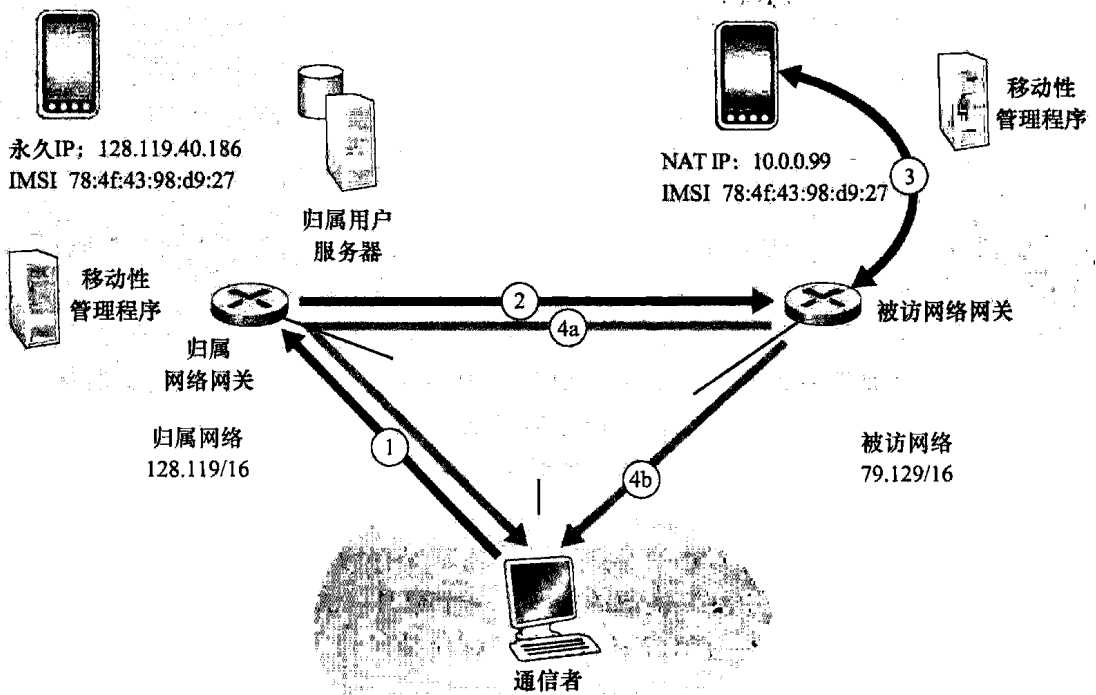 永久IP：128.119.40.186
IMSI 78:4f:43:98:d9:27
归属用户
服务器
NAT IP：10.0.0.99
IMSI 78:4f:43:98:d9:27
移动性
管理程序
3
移动性
管理程序
2
4a
被访网络网关
归属
网络网关
归属网络
128.119/16
1
4b
被访网络
79.129/16
通信者